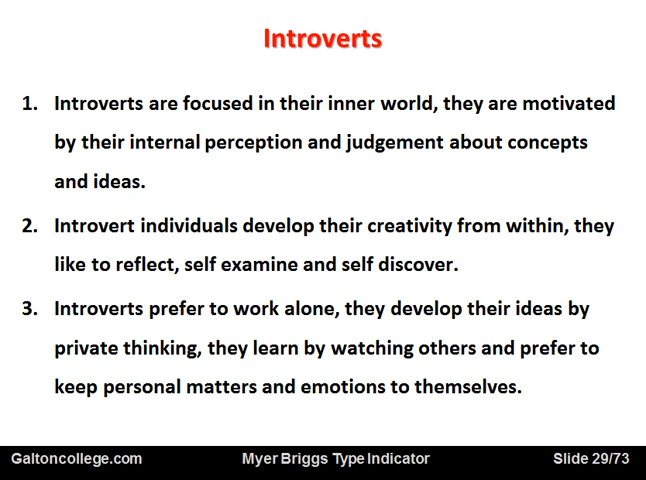 Introverts
1. Introverts are focused in their inner world, they are motivated
by their internal perception and judgement about concepts
and ideas.
2. Introvert individuals develop their creativity from within, they
like to reflect, self examine and self discover.
3. Introverts prefer to work alone, they develop their ideas by
private thinking, they learn by watching others and prefer to
keep personal matters and emotions to themselves.
Galtoncollege.com Myer Briggs Type Indicator Slide 29/73